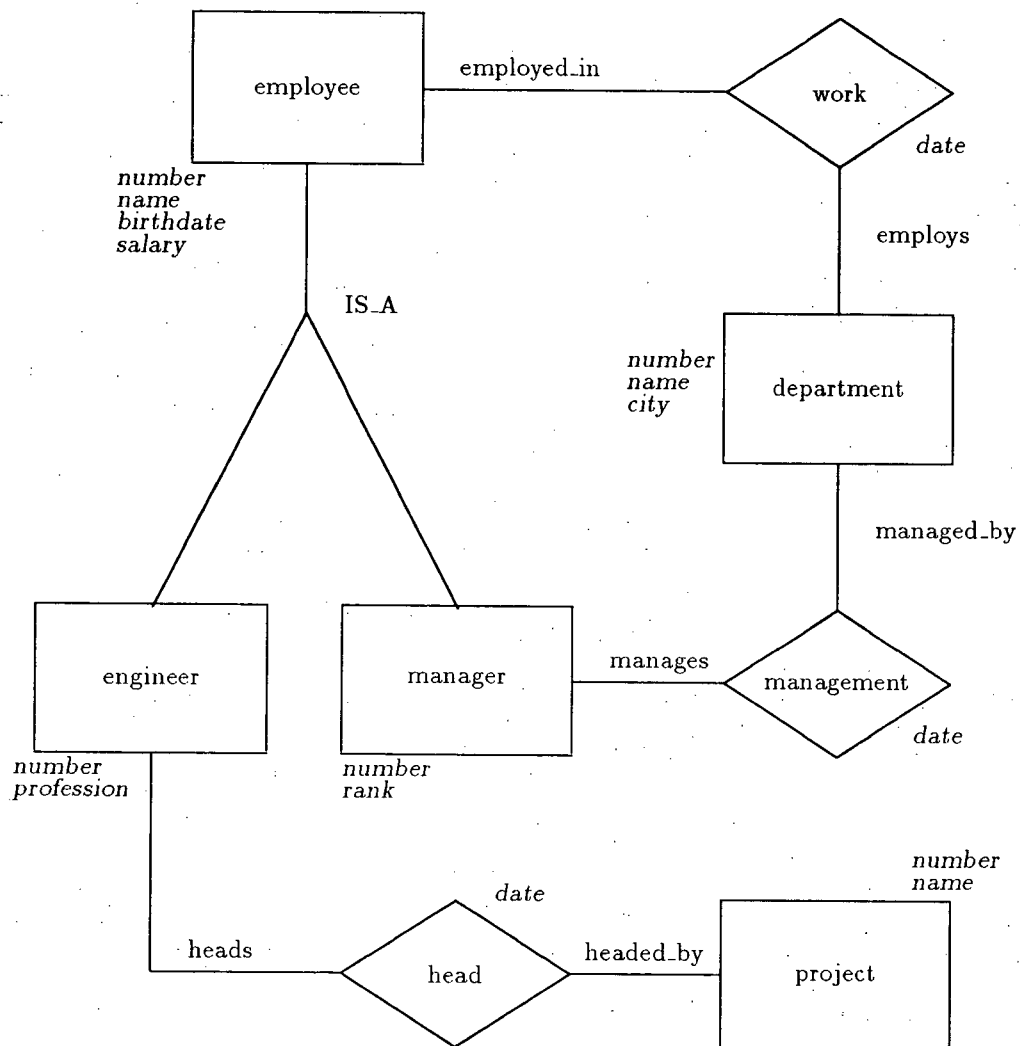 employed_in
employee
work
date
number
name
birthdate
salary
employs
IS_A
number
name
city
department
managed_by
engineer
manager
manages
management
date
number
profession
number
rank
number
name
date
heads
head
headed_by
project